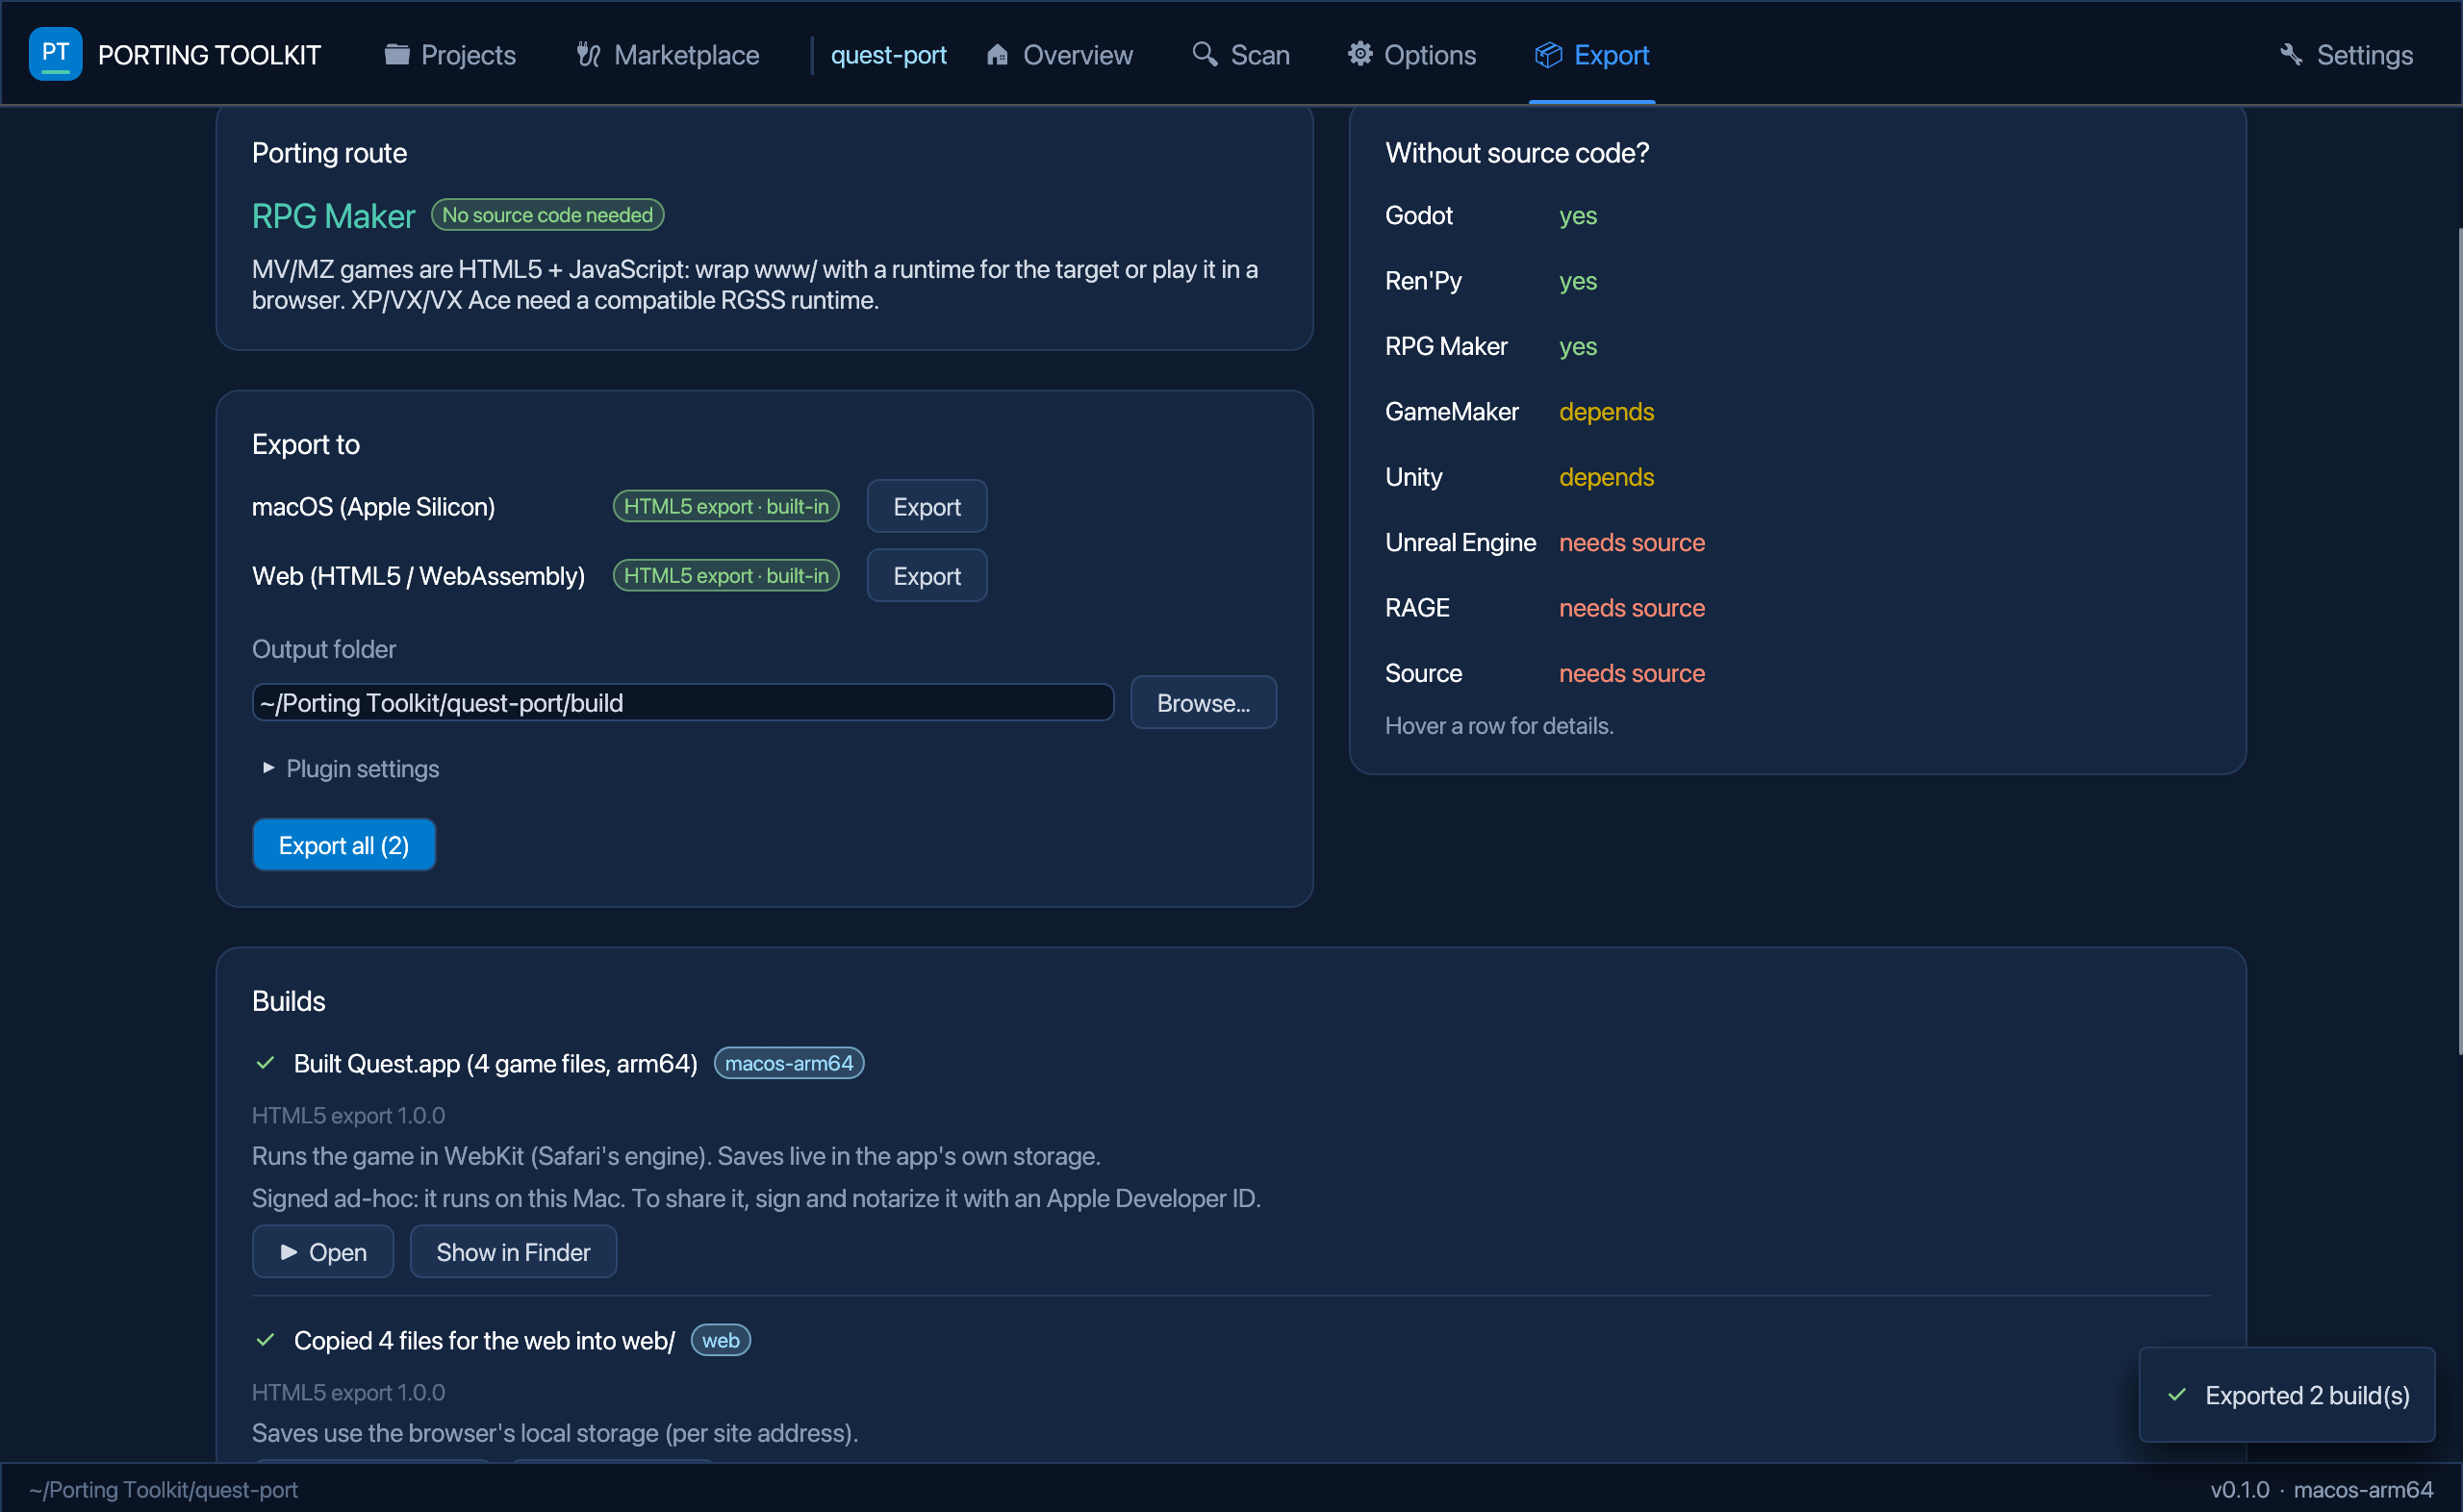 PT PORTING TOOLKIT Projects Marketplace quest-port Overview Scan Options Export Settings
Porting route
RPG Maker No source code needed
MV/MZ games are HTML5 + JavaScript: wrap www/ with a runtime for the target or play it in a
browser. XP/VX/VX Ace need a compatible RGSS runtime.
Export to
macOS (Apple Silicon) HTML5 export · built-in Export
Web (HTML5 / WebAssembly) HTML5 export · built-in Export
Output folder
~/Porting Toolkit/quest-port/build Browse...
Plugin settings
Export all (2)
Without source code?
Godot yes
Ren'Py yes
RPG Maker yes
GameMaker depends
Unity depends
Unreal Engine needs source
RAGE needs source
Source needs source
Hover a row for details.
Builds
Built Quest.app (4 game files, arm64) macos-arm64
HTML5 export 1.0.0
Runs the game in WebKit (Safari's engine). Saves live in the app's own storage.
Signed ad-hoc: it runs on this Mac. To share it, sign and notarize it with an Apple Developer ID.
Open Show in Finder
Copied 4 files for the web into web/ web
HTML5 export 1.0.0
Saves use the browser's local storage (per site address).
Exported 2 build(s)
~/Porting Toolkit/quest-port v0.1.0 · macos-arm64